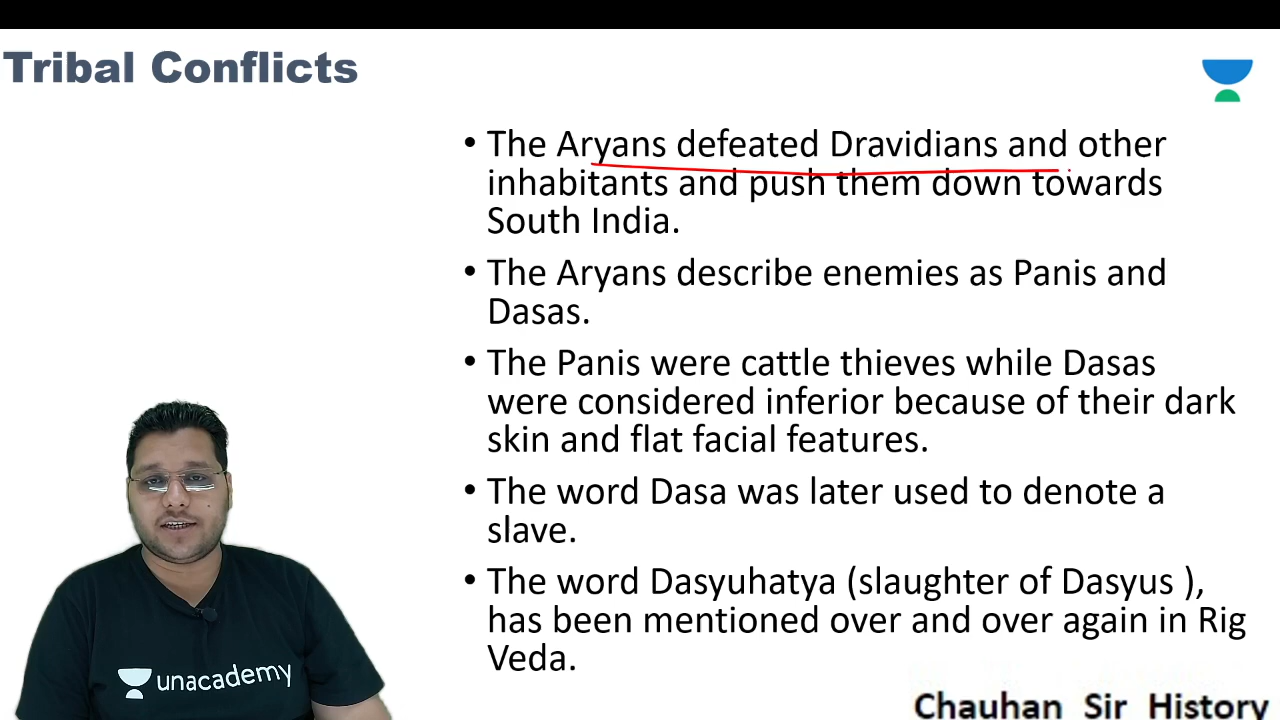 Tribal Conflicts
• The Aryans defeated Dravidians and other
inhabitants and push them down towards
South India.
• The Aryans describe enemies as Panis and
Dasas.
• The Panis were cattle thieves while Dasas
were considered inferior because of their dark
skin and flat facial features.
• The word Dasa was later used to denote a
slave.
• The word Dasyuhatya (slaughter of Dasyus ),
has been mentioned over and over again in Rig
Veda.
unacademy
Chauhan Sir History